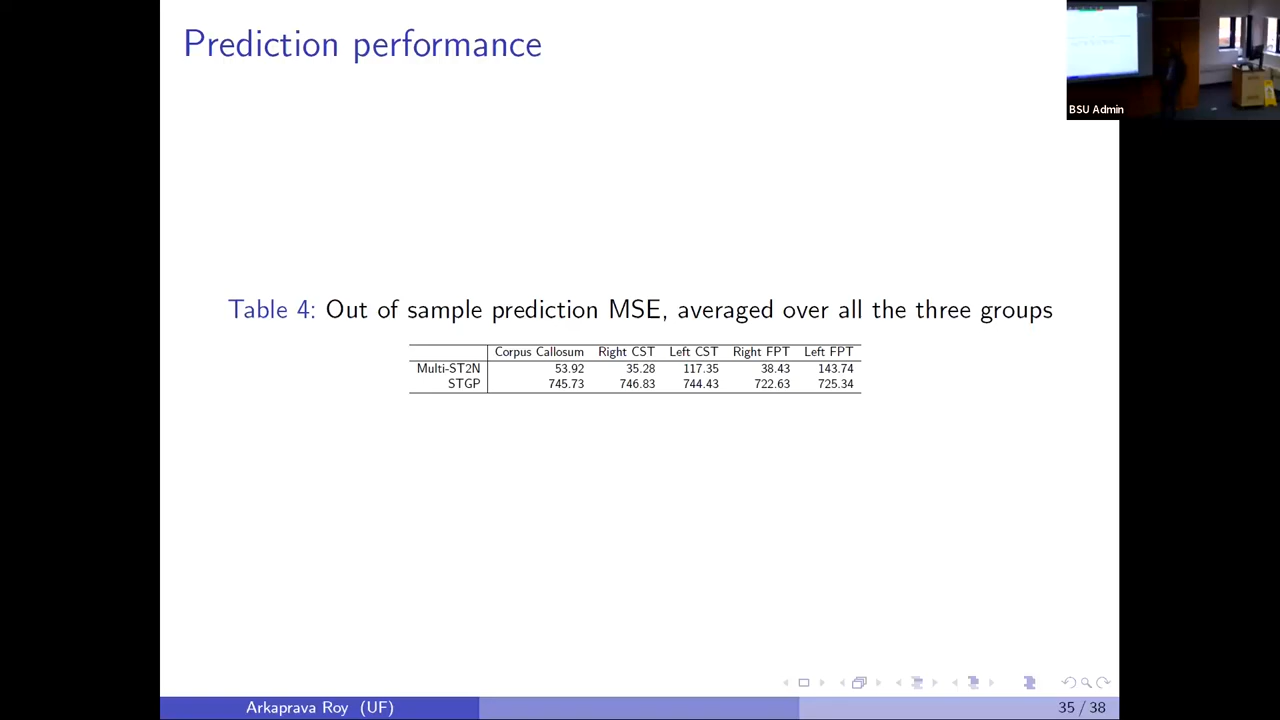 Prediction performance
BSU Admin
Table 4: Out of sample prediction MSE, averaged over all the three groups
Corpus Callosum Right CST Left CST Right FPT Left FPT
Multi-ST2N 53.92 35.28 117.35 38.43 143.74
STGP 745.73 746.83 744.43 722.63 725.34
Arkaprava Roy (UF)
35 / 38